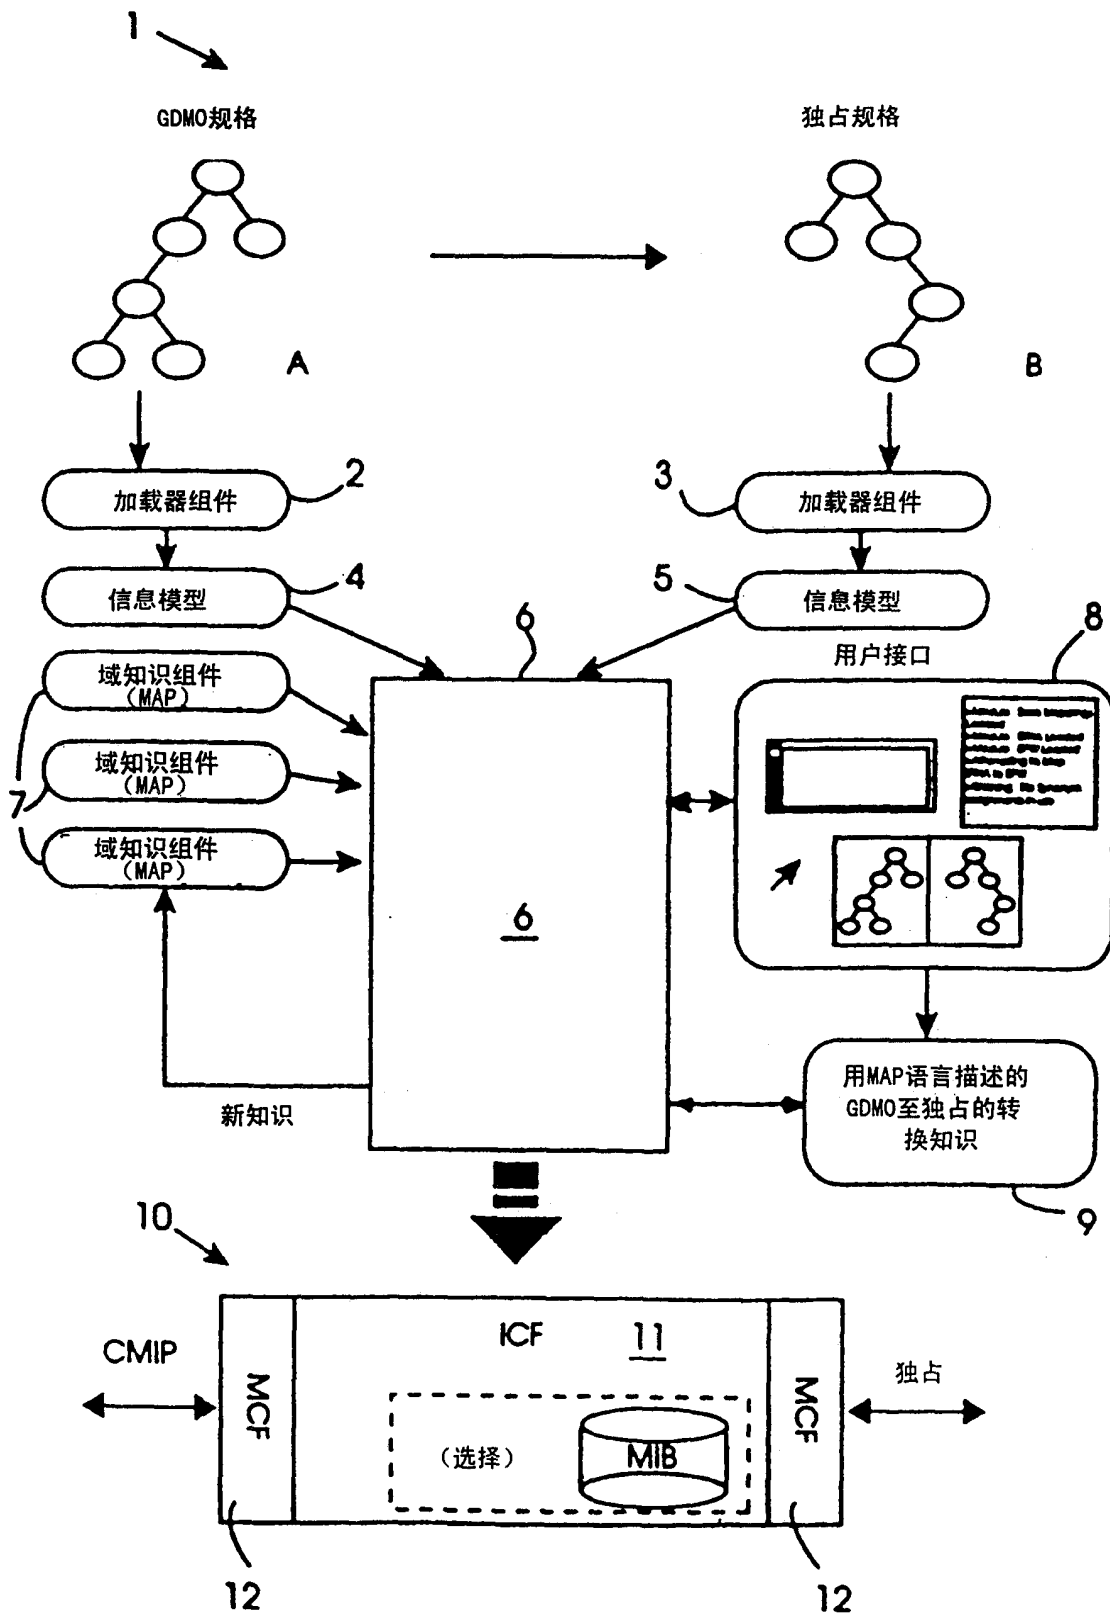 1
GDMO规格
独占规格
A
B
加载器组件
2
3
加载器组件
信息模型
4
5
信息模型
6
用户接口
8
域知识组件
(MAP)
域知识组件
(MAP)
7
域知识组件
(MAP)
6
新知识
用MAP语言描述的
GDMO至独占的转
换知识
9
10
CMIP
MCF
ICF
11
(选择)
MIB
MCF
独占
12
12